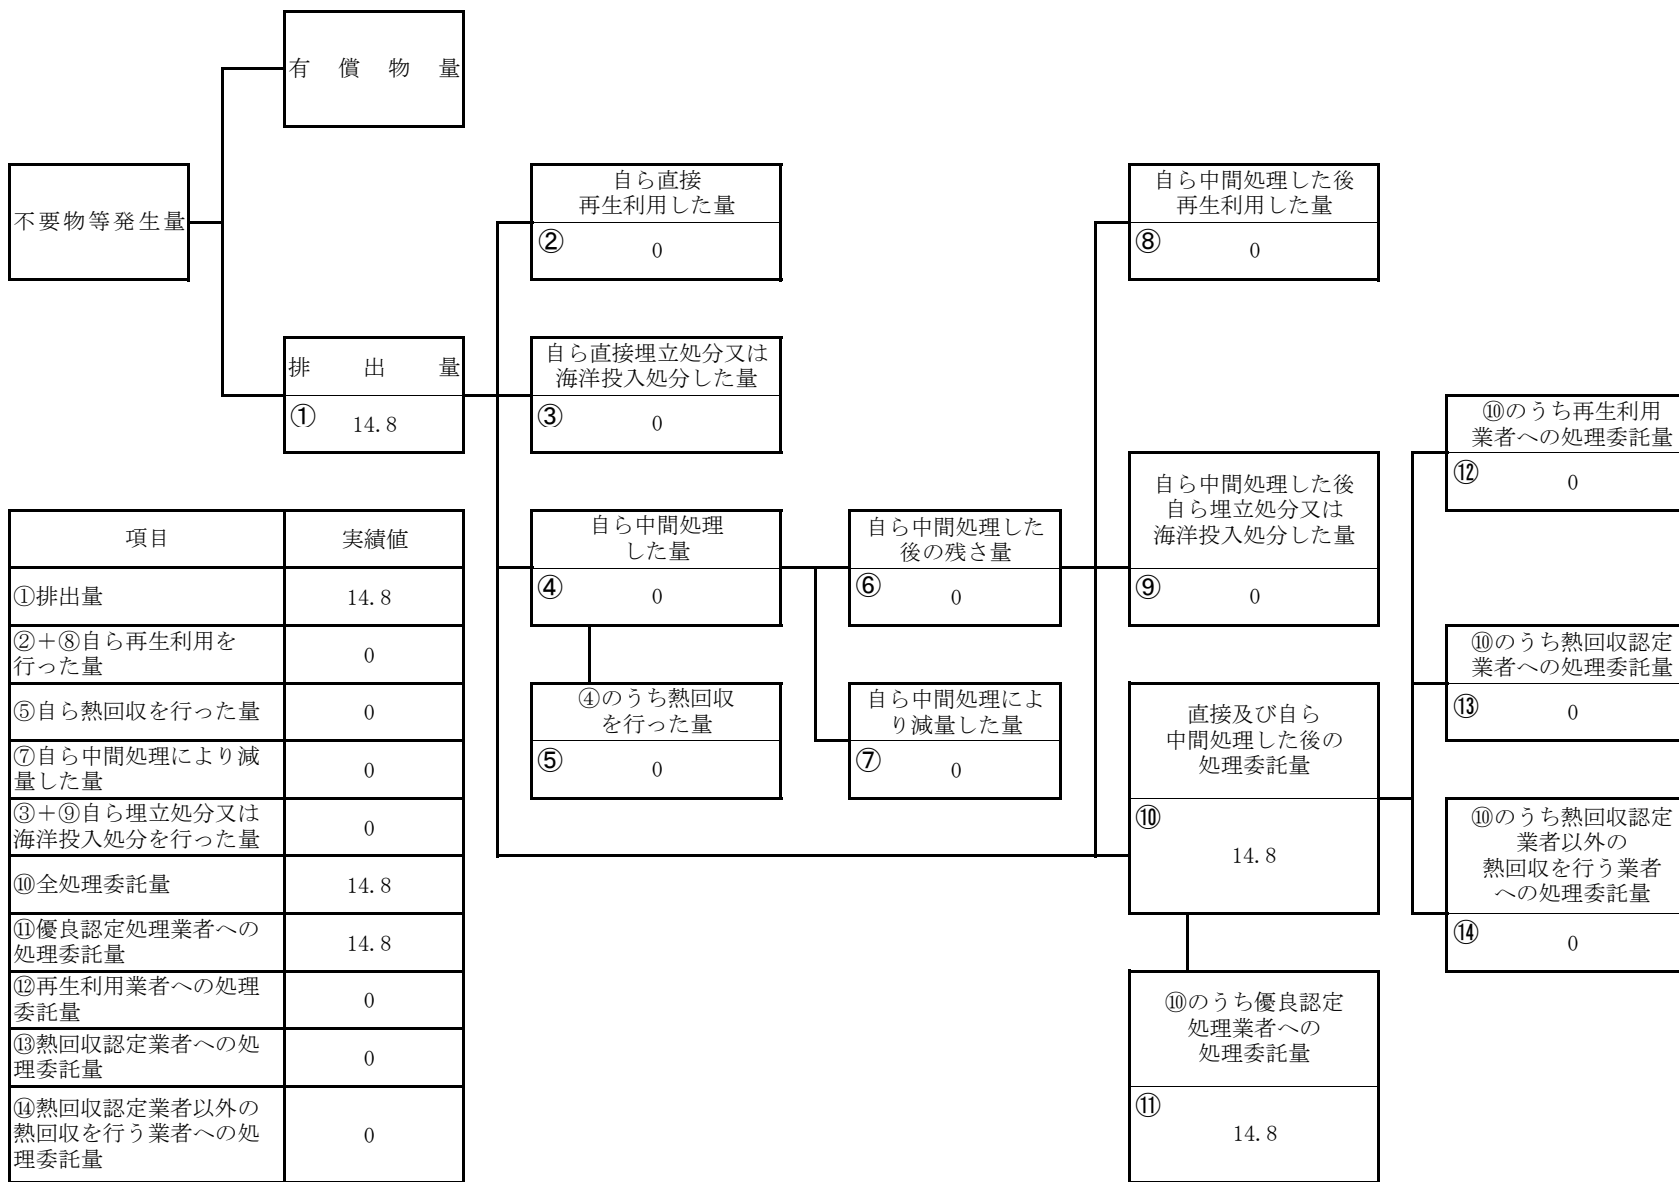 有償物量
不要物等発生量
排出量
① 14.8
自ら直接
再生利用した量
② 0
自ら直接埋立処分又は
海洋投入処分した量
③ 0
自ら中間処理
した量
④ 0
④のうち熱回収
を行った量
⑤ 0
自ら中間処理した
後の残さ量
⑥ 0
自ら中間処理によ
り減量した量
⑦ 0
自ら中間処理した後
再生利用した量
⑧ 0
自ら中間処理した後
自ら埋立処分又は
海洋投入処分した量
⑨ 0
直接及び自ら
中間処理した後の
処理委託量
⑩
14.8
⑩のうち優良認定
処理業者への
処理委託量
⑪
14.8
⑩のうち再生利用
業者への処理委託量
⑫ 0
⑩のうち熱回収認定
業者への処理委託量
⑬ 0
⑩のうち熱回収認定
業者以外の
熱回収を行う業者
への処理委託量
⑭ 0
項目 実績値
①排出量 14.8
②+⑧自ら再生利用を
行った量 0
⑤自ら熱回収を行った量 0
⑦自ら中間処理により減
量した量 0
③+⑨自ら埋立処分又は
海洋投入処分を行った量 0
⑩全処理委託量 14.8
⑪優良認定処理業者への
処理委託量 14.8
⑫再生利用業者への処理
委託量 0
⑬熱回収認定業者への処
理委託量 0
⑭熱回収認定業者以外の
熱回収を行う業者への処 0
理委託量